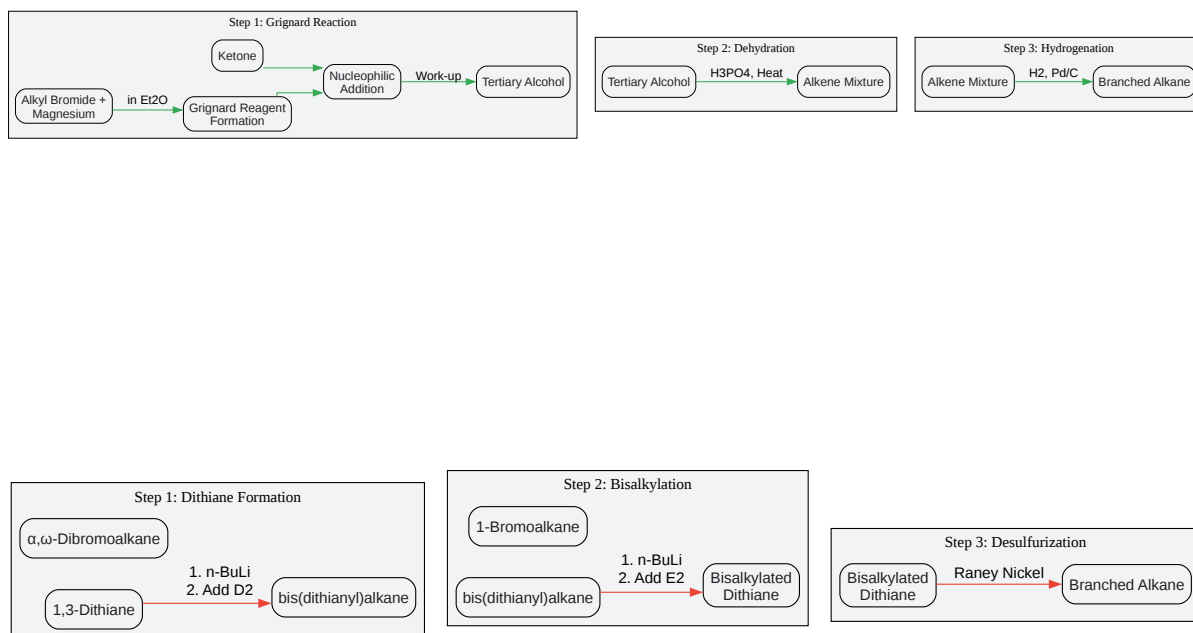 Step 1: Grignard Reaction
Ketone
Alkyl Bromide +
Magnesium
in Et2O
Grignard Reagent
Formation
Nucleophilic
Addition
Work-up
Tertiary Alcohol
Step 2: Dehydration
Tertiary Alcohol
H3PO4, Heat
Alkene Mixture
Step 3: Hydrogenation
Alkene Mixture
H2, Pd/C
Branched Alkane
Step 1: Dithiane Formation
α,ω-Dibromoalkane
1,3-Dithiane
1. n-BuLi
2. Add D2
bis(dithianyl)alkane
Step 2: Bisalkylation
1-Bromoalkane
bis(dithianyl)alkane
1. n-BuLi
2. Add E2
Bisalkylated
Dithiane
Step 3: Desulfurization
Bisalkylated
Dithiane
Raney Nickel
Branched Alkane